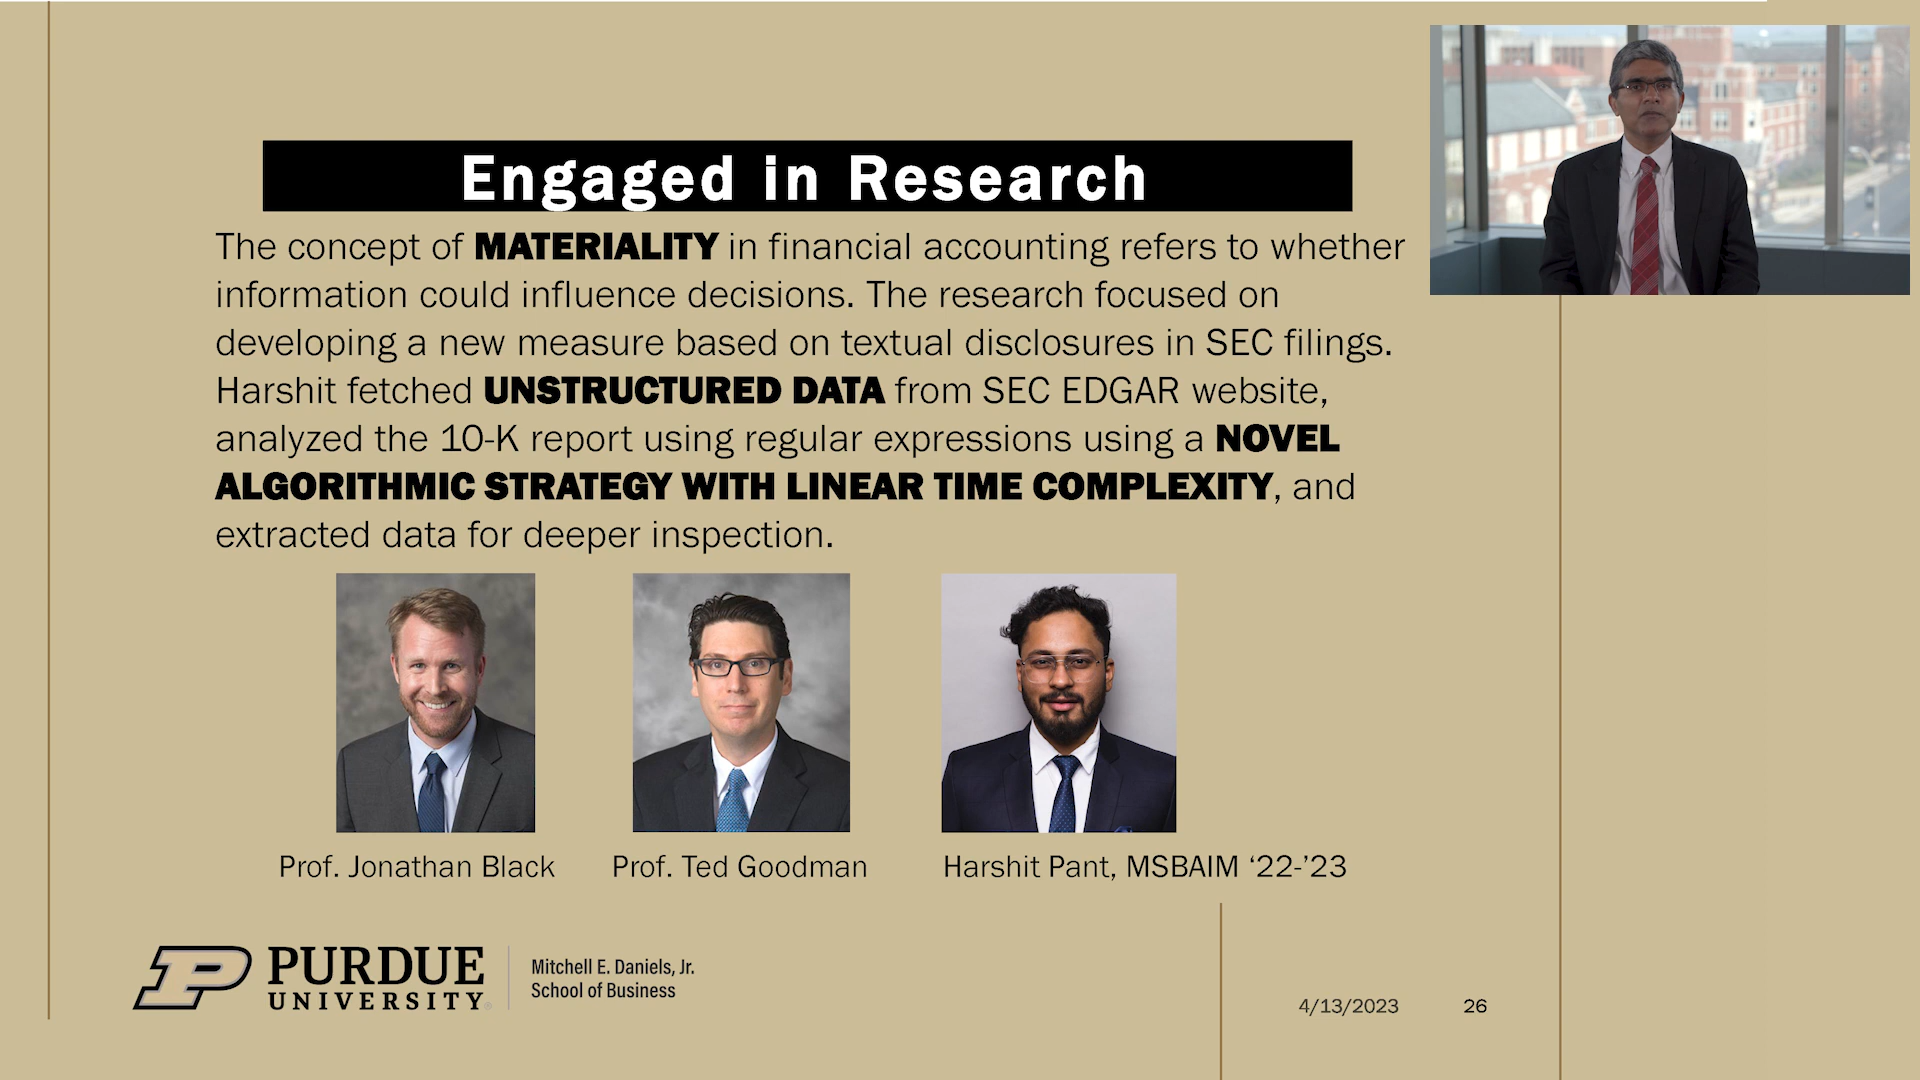 Engaged in Research
The concept of MATERIALITY in financial accounting refers to whether
information could influence decisions. The research focused on
developing a new measure based on textual disclosures in SEC filings.
Harshit fetched UNSTRUCTURED DATA from SEC EDGAR website,
analyzed the 10-K report using regular expressions using a NOVEL
ALGORITHMIC STRATEGY WITH LINEAR TIME COMPLEXITY, and
extracted data for deeper inspection.
Prof. Jonathan Black
Prof. Ted Goodman
Harshit Pant, MSBAIM ‘22-’23
PURDUE
UNIVERSITY®
Mitchell E. Daniels, Jr.
School of Business
4/13/2023
26